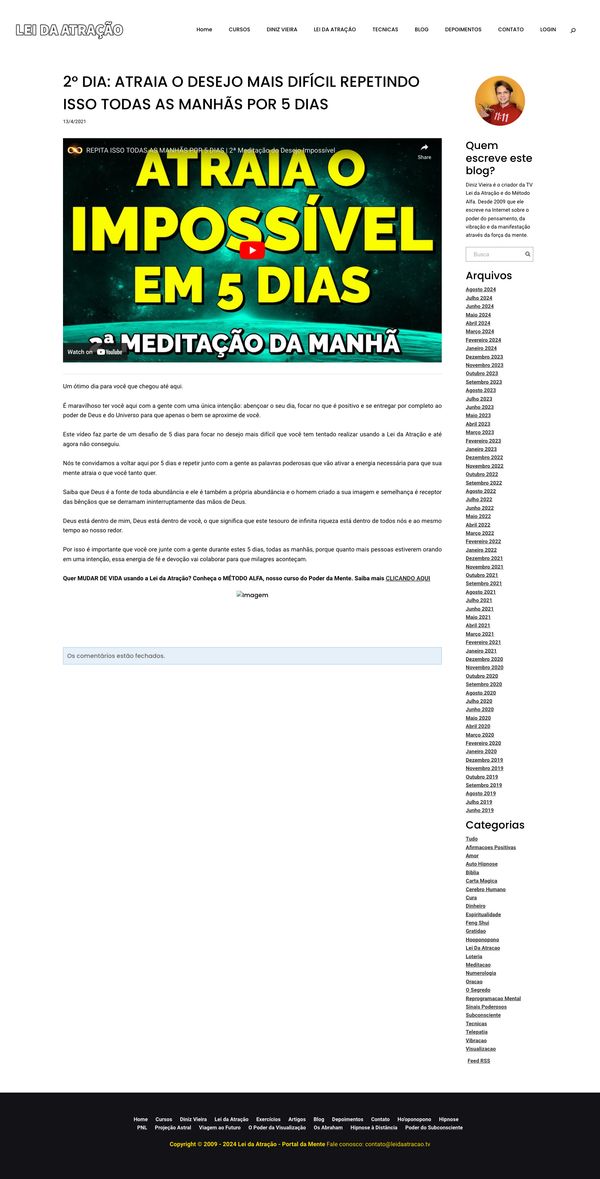 LEI DA ATRAÇÃO
Home CURSOS DINIZ VIEIRA LEI DA ATRAÇÃO TECNICAS BLOG DEPOIMENTOS CONTATO LOGIN
2º DIA: ATRAIA O DESEJO MAIS DIFÍCIL REPETINDO
ISSO TODAS AS MANHÃS POR 5 DIAS
13/4/2021
REPITA ISSO TODAS AS MANHÃS POR 5 DIAS | 2ª Meditação do Desejo Impossível
Share
ATRAIA O
IMPOSSÍVEL
EM 5 DIAS
2ª MEDITAÇÃO DA MANHÃ
Watch on YouTube
Um ótimo dia para você que chegou até aqui.
É maravilhoso ter você aqui com a gente com uma única intenção: abençoar o seu dia, focar no que é positivo e se entregar por completo ao
poder de Deus e do Universo para que apenas o bem se aproxime de você.
Este vídeo faz parte de um desafio de 5 dias para focar no desejo mais difícil que você tem tentado realizar usando a Lei da Atração e até
agora não conseguiu.
Nós te convidamos a voltar aqui por 5 dias e repetir junto com a gente as palavras poderosas que vão ativar a energia necessária para que sua
mente atraia o que você tanto quer.
Saiba que Deus é a fonte de toda abundância e ele é também a própria abundância e o homem criado a sua imagem e semelhança é receptor
das bênçãos que se derramam ininterruptamente das mãos de Deus.
Deus está dentro de mim, Deus está dentro de você, o que significa que este tesouro de infinita riqueza está dentro de todos nós e ao mesmo
tempo ao nosso redor.
Por isso é importante que você ore junto com a gente durante estes 5 dias, todas as manhãs, porque quanto mais pessoas estiverem orando
em uma intenção, essa energia de fé e devoção vai colaborar para que milagres aconteçam.
Quer MUDAR DE VIDA usando a Lei da Atração? Conheça o MÉTODO ALFA, nosso curso do Poder da Mente. Saiba mais CLICANDO AQUI
Imagem
Os comentários estão fechados.
11:11
Quem
escreve este
blog?
Diniz Vieira é o criador da TV
Lei da Atração e do Método
Alfa. Desde 2009 que ele
escreve na Internet sobre o
poder do pensamento, da
vibração e da manifestação
através da força da mente.
Busca
Arquivos
Agosto 2024
Julho 2024
Junho 2024
Maio 2024
Abril 2024
Março 2024
Fevereiro 2024
Janeiro 2024
Dezembro 2023
Novembro 2023
Outubro 2023
Setembro 2023
Agosto 2023
Julho 2023
Junho 2023
Maio 2023
Abril 2023
Março 2023
Fevereiro 2023
Janeiro 2023
Dezembro 2022
Novembro 2022
Outubro 2022
Setembro 2022
Agosto 2022
Julho 2022
Junho 2022
Maio 2022
Abril 2022
Março 2022
Fevereiro 2022
Janeiro 2022
Dezembro 2021
Novembro 2021
Outubro 2021
Setembro 2021
Agosto 2021
Julho 2021
Junho 2021
Maio 2021
Abril 2021
Março 2021
Fevereiro 2021
Janeiro 2021
Dezembro 2020
Novembro 2020
Outubro 2020
Setembro 2020
Agosto 2020
Julho 2020
Junho 2020
Maio 2020
Abril 2020
Março 2020
Fevereiro 2020
Janeiro 2020
Dezembro 2019
Novembro 2019
Outubro 2019
Setembro 2019
Agosto 2019
Julho 2019
Junho 2019
Categorias
Tudo
Afirmacoes Positivas
Amor
Auto Hipnose
Bíblia
Carta Magica
Cerebro Humano
Cura
Dinheiro
Espiritualidade
Feng Shui
Gratidao
Hooponopono
Lei Da Atracao
Loteria
Meditacao
Numerologia
Oracao
O Segredo
Reprogramacao Mental
Sinais Poderosos
Subconsciente
Tecnicas
Telepatia
Vibracao
Visualizacao
Feed RSS
Home Cursos Diniz Vieira Lei da Atração Exercícios Artigos Blog Depoimentos Contato Ho'oponopono Hipnose
PNL Projeção Astral Viagem ao Futuro O Poder da Visualização Os Abraham Hipnose à Distância Poder do Subconsciente
Copyright © 2009 - 2024 Lei da Atração - Portal da Mente Fale conosco: contato@leidaatracao.tv